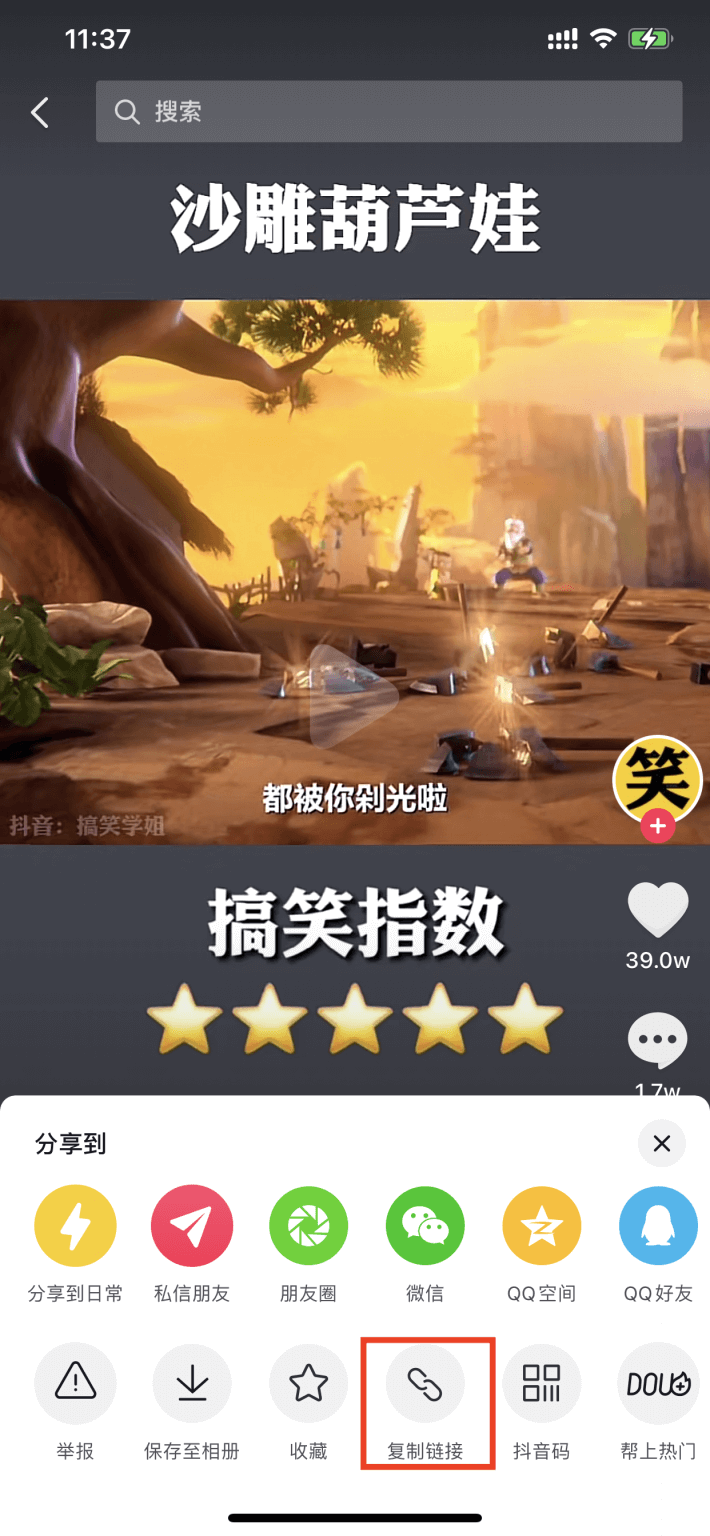 11:37
搜索
沙雕葫芦娃
都被你剁光啦
抖音：搞笑学姐
笑
搞笑指数
39.0w
1.7w
分享到
分享到日常 私信朋友 朋友圈 微信 QQ空间 QQ好友
DOU+
举报 保存至相册 收藏 复制链接 抖音码 帮上热门